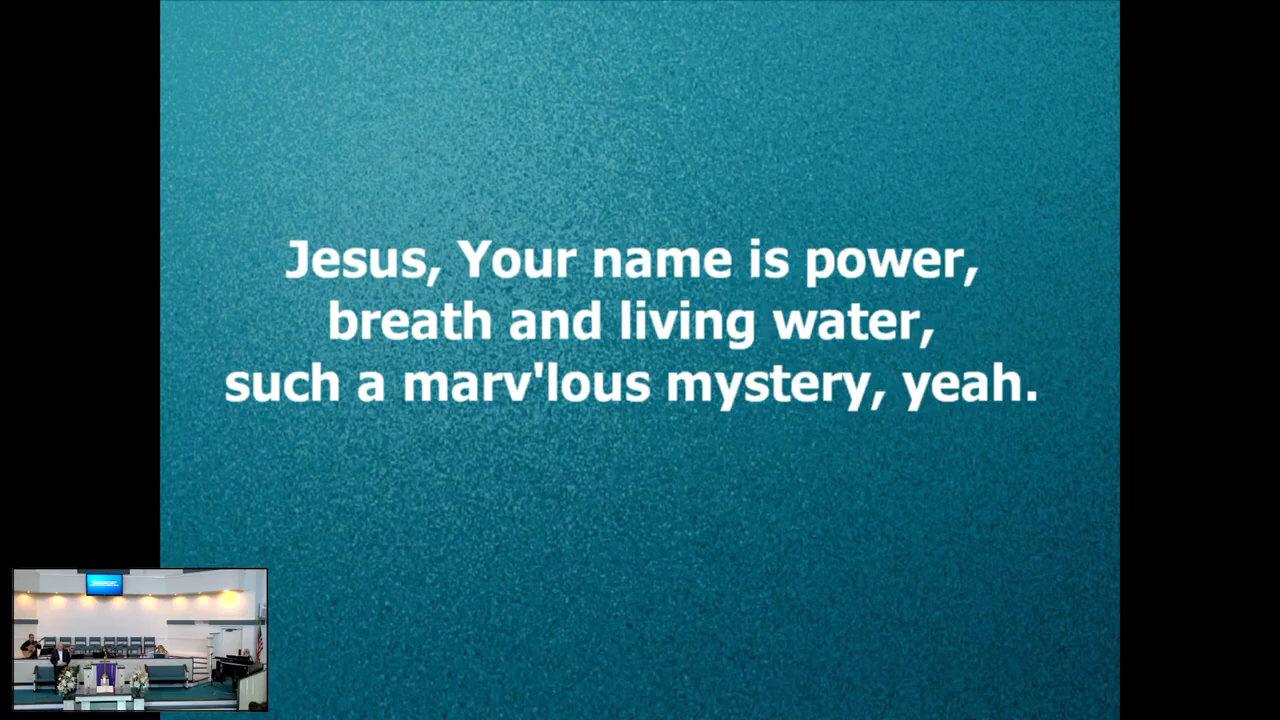 Jesus, Your name is power,
breath and living water,
such a marv'lous mystery, yeah.